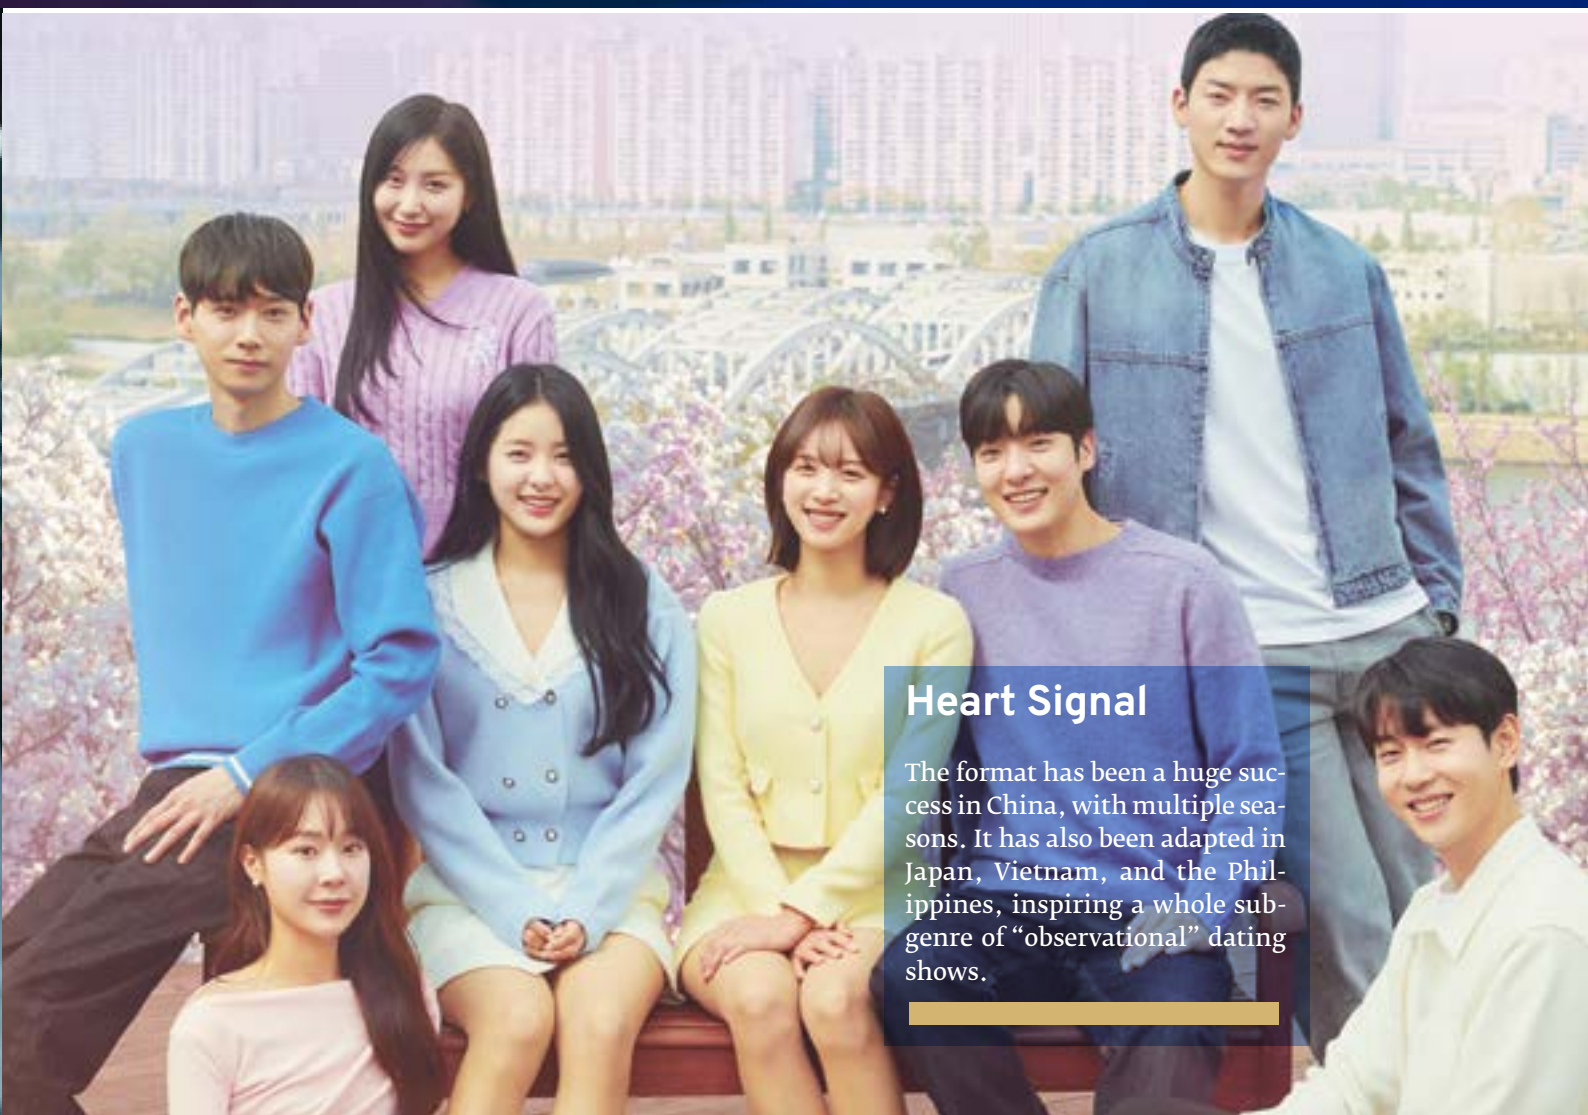 Heart Signal
The format has been a huge suc-
cess in China, with multiple sea-
sons. It has also been adapted in
Japan, Vietnam, and the Phil-
ippines, inspiring a whole sub-
genre of “observational” dating
shows.